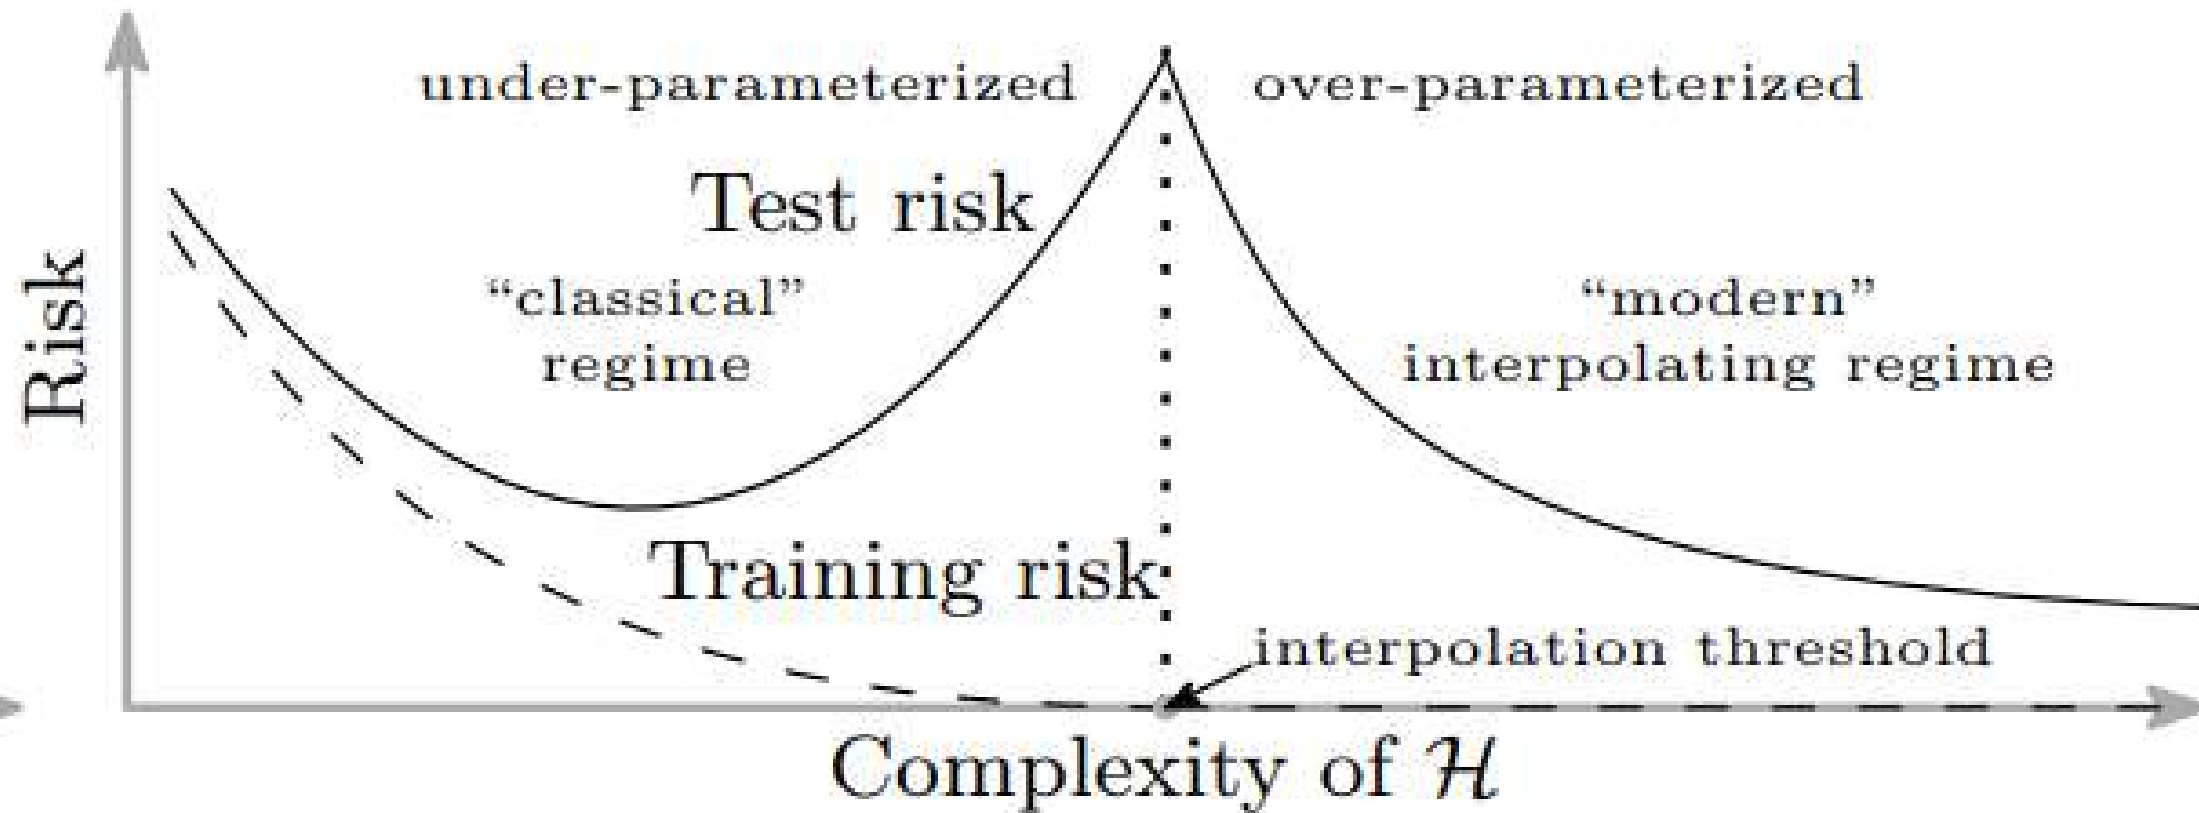 under-parameterized
over-parameterized
Test risk
“classical”
regime
“modern”
interpolating regime
Risk
Training risk
interpolation threshold
Complexity of ℋ